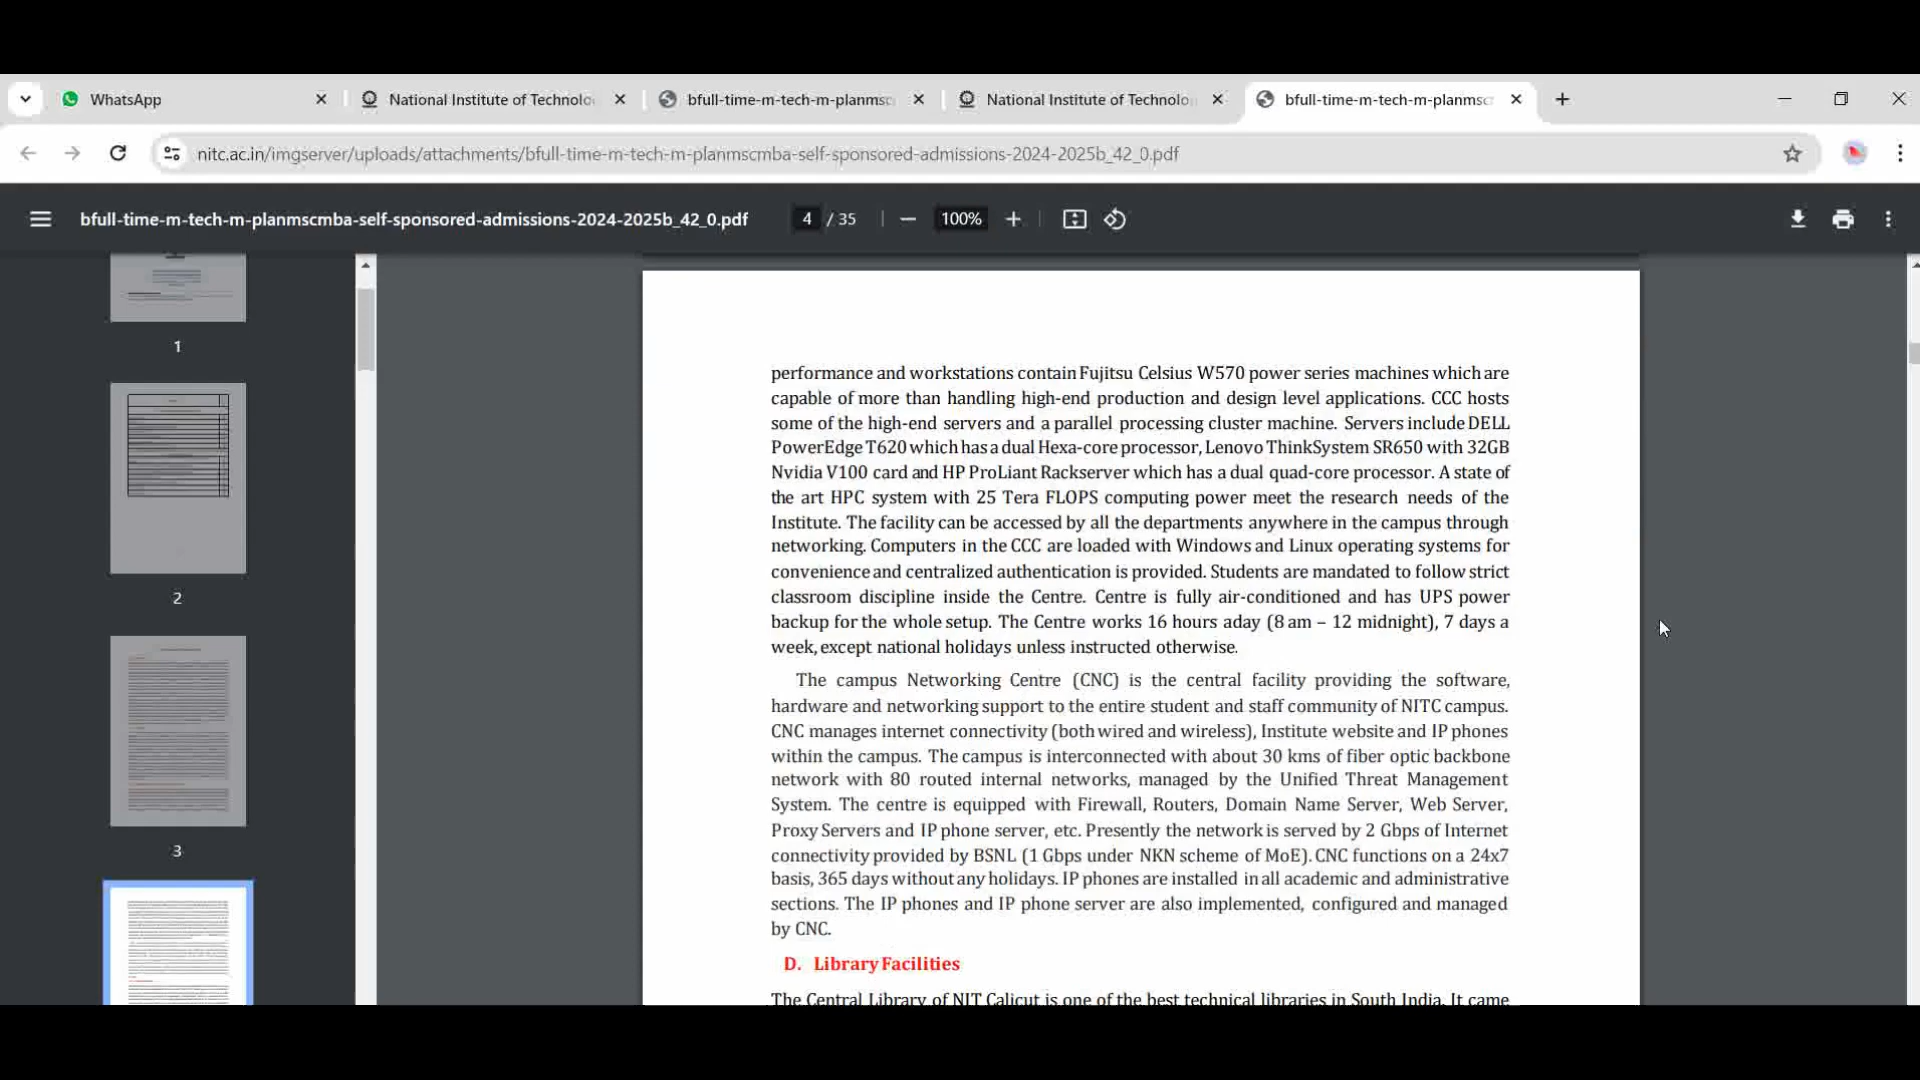 WhatsApp
National Institute of Technolo
bfull-time-m-tech-m-planmsc
National Institute of Technolo
bfull-time-m-tech-m-planmsc
nitc.ac.in/imgserver/uploads/attachments/bfull-time-m-tech-m-planmscmba-self-sponsored-admissions-2024-2025b_42_0.pdf
bfull-time-m-tech-m-planmscmba-self-sponsored-admissions-2024-2025b_42_0.pdf
4 / 35
100%
1
2
3
performance and workstations contain Fujitsu Celsius W570 power series machines which are
capable of more than handling high-end production and design level applications. CCC hosts
some of the high-end servers and a parallel processing cluster machine. Servers include DELL
PowerEdge T620 which has a dual Hexa-core processor, Lenovo ThinkSystem SR650 with 32GB
Nvidia V100 card and HP ProLiant Rackserver which has a dual quad-core processor. A state of
the art HPC system with 25 Tera FLOPS computing power meet the research needs of the
Institute. The facility can be accessed by all the departments anywhere in the campus through
networking. Computers in the CCC are loaded with Windows and Linux operating systems for
convenience and centralized authentication is provided. Students are mandated to follow strict
classroom discipline inside the Centre. Centre is fully air-conditioned and has UPS power
backup for the whole setup. The Centre works 16 hours aday (8 am – 12 midnight), 7 days a
week, except national holidays unless instructed otherwise.
The campus Networking Centre (CNC) is the central facility providing the software,
hardware and networking support to the entire student and staff community of NITC campus.
CNC manages internet connectivity (both wired and wireless), Institute website and IP phones
within the campus. The campus is interconnected with about 30 kms of fiber optic backbone
network with 80 routed internal networks, managed by the Unified Threat Management
System. The centre is equipped with Firewall, Routers, Domain Name Server, Web Server,
Proxy Servers and IP phone server, etc. Presently the network is served by 2 Gbps of Internet
connectivity provided by BSNL (1 Gbps under NKN scheme of MoE). CNC functions on a 24x7
basis, 365 days without any holidays. IP phones are installed in all academic and administrative
sections. The IP phones and IP phone server are also implemented, configured and managed
by CNC.
D. Library Facilities
The Central Library of NIT Calicut is one of the best technical libraries in South India. It came